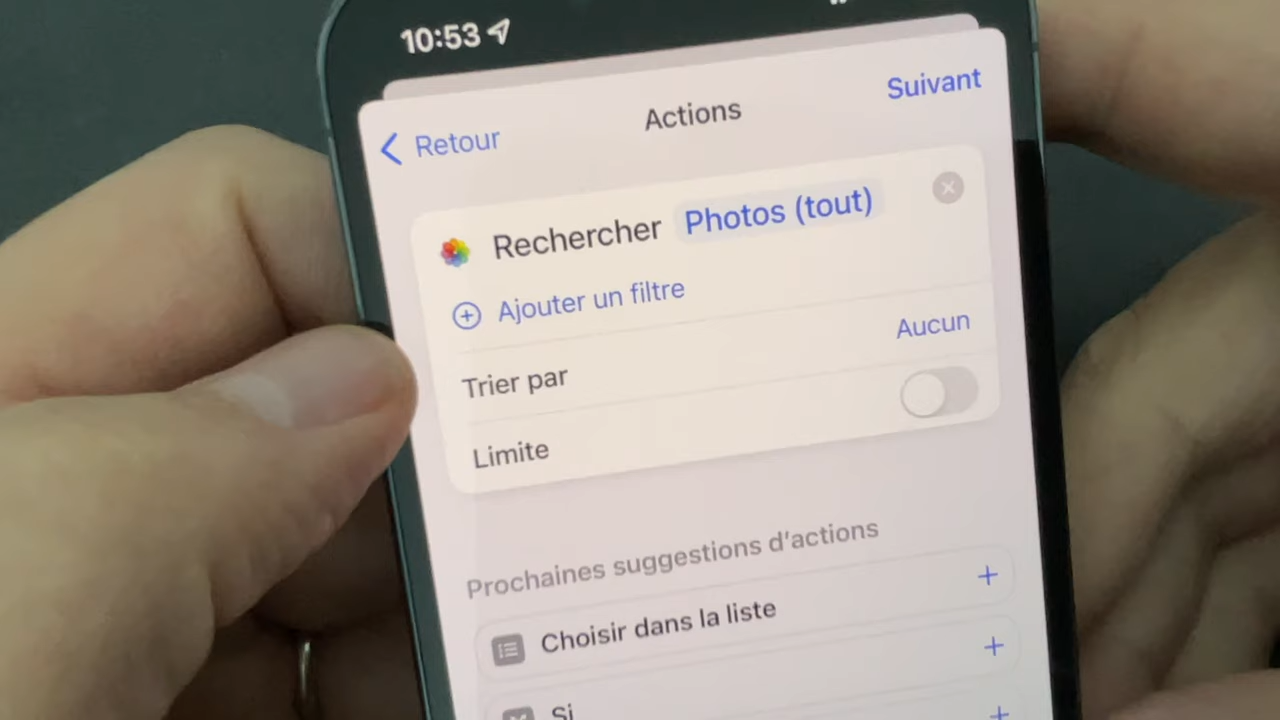 10:53
Retour
Actions
Suivant
Rechercher Photos (tout)
Ajouter un filtre
Trier par
Aucun
Limite
Prochaines suggestions d'actions
Choisir dans la liste
Si